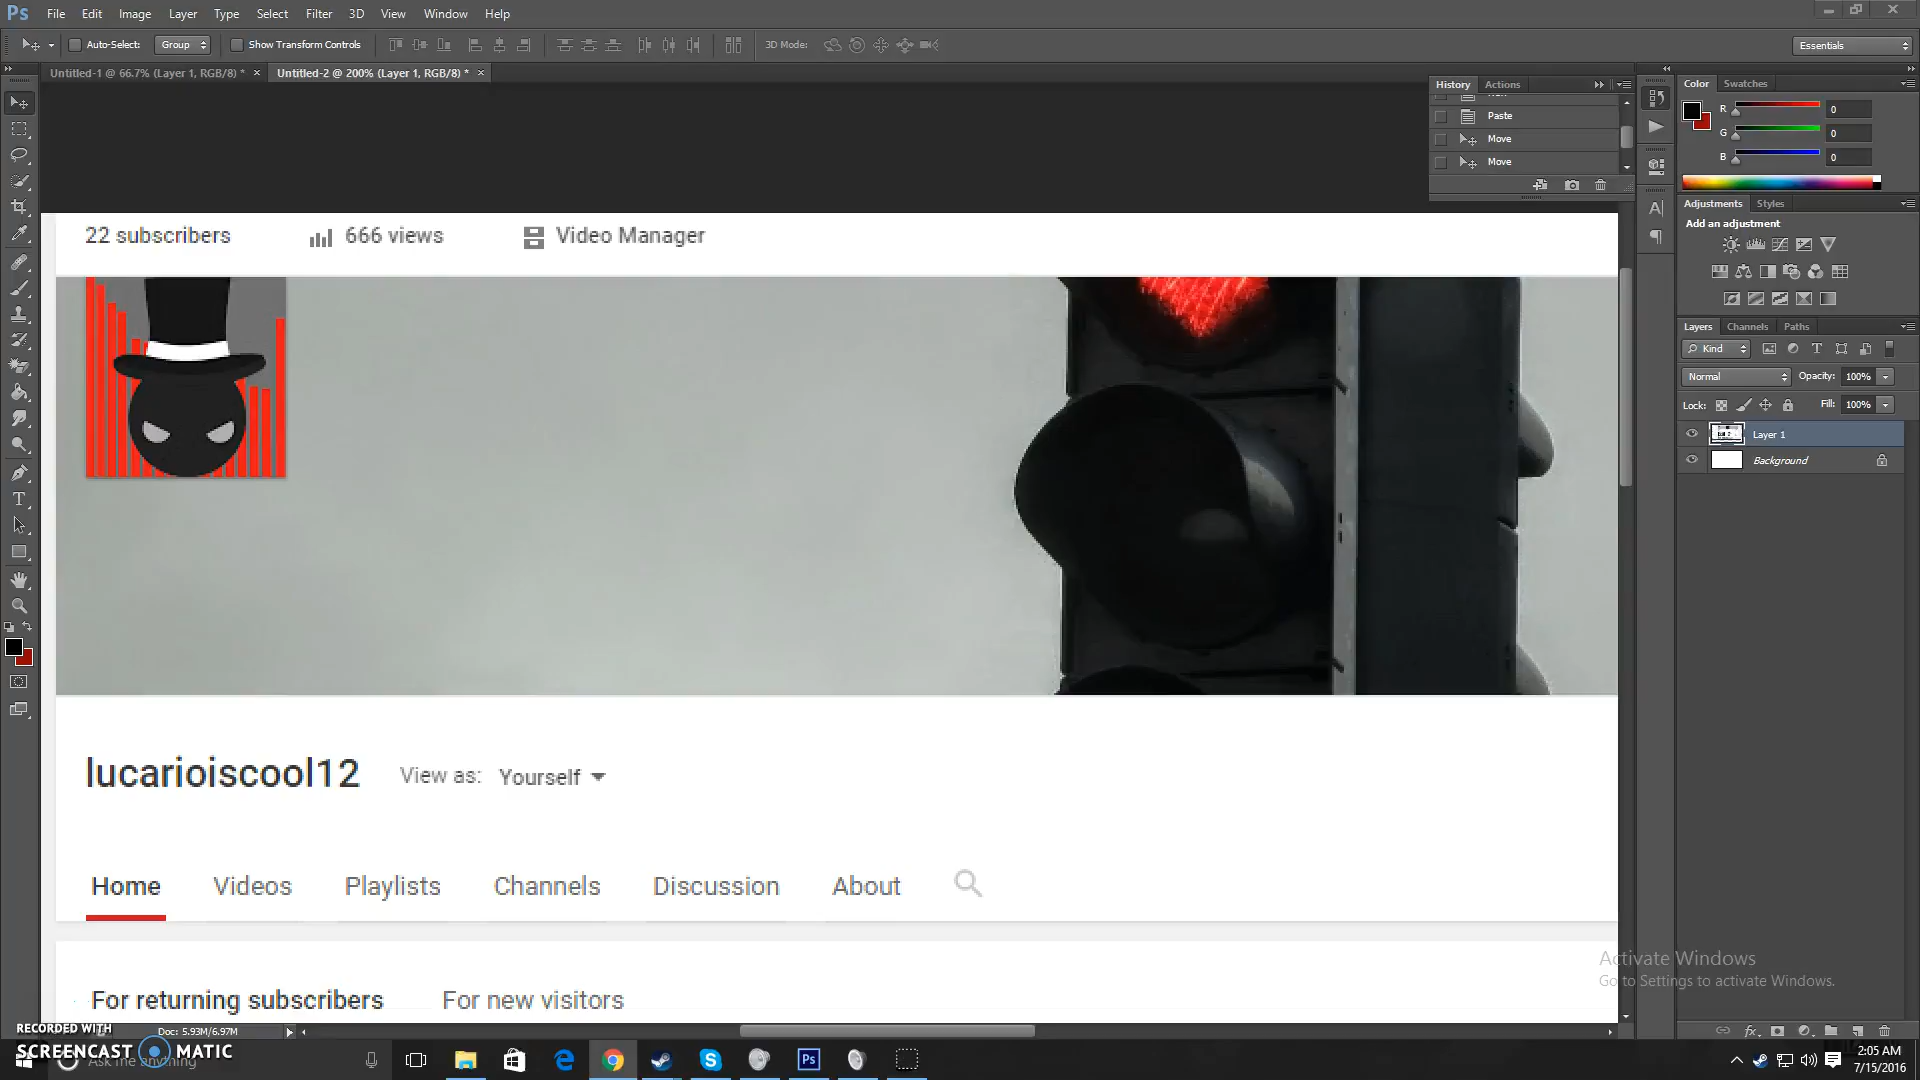 Ps File Edit Image Layer Type Select Filter 3D View Window Help
Auto-Select: Group Show Transform Controls 3D Mode: Essentials
Untitled-1 @ 66.7% (Layer 1, RGB/8) * × Untitled-2 @ 200% (Layer 1, RGB/8) * ×
History Actions
Paste
Move
Move
Color Swatches
R 0
G 0
B 0
Adjustments Styles
Add an adjustment
Layers Channels Paths
Kind
Normal Opacity: 100%
Lock: Fill: 100%
Layer 1
Background
22 subscribers 666 views Video Manager
lucarioiscool12 View as: Yourself
Home Videos Playlists Channels Discussion About
For returning subscribers For new visitors
Activate Windows
Go to Settings to activate Windows.
RECORDED WITH
SCREENCAST MATIC
Doc: 5.93M/6.97M
Ask me anything
Ps
2:05 AM
7/15/2016